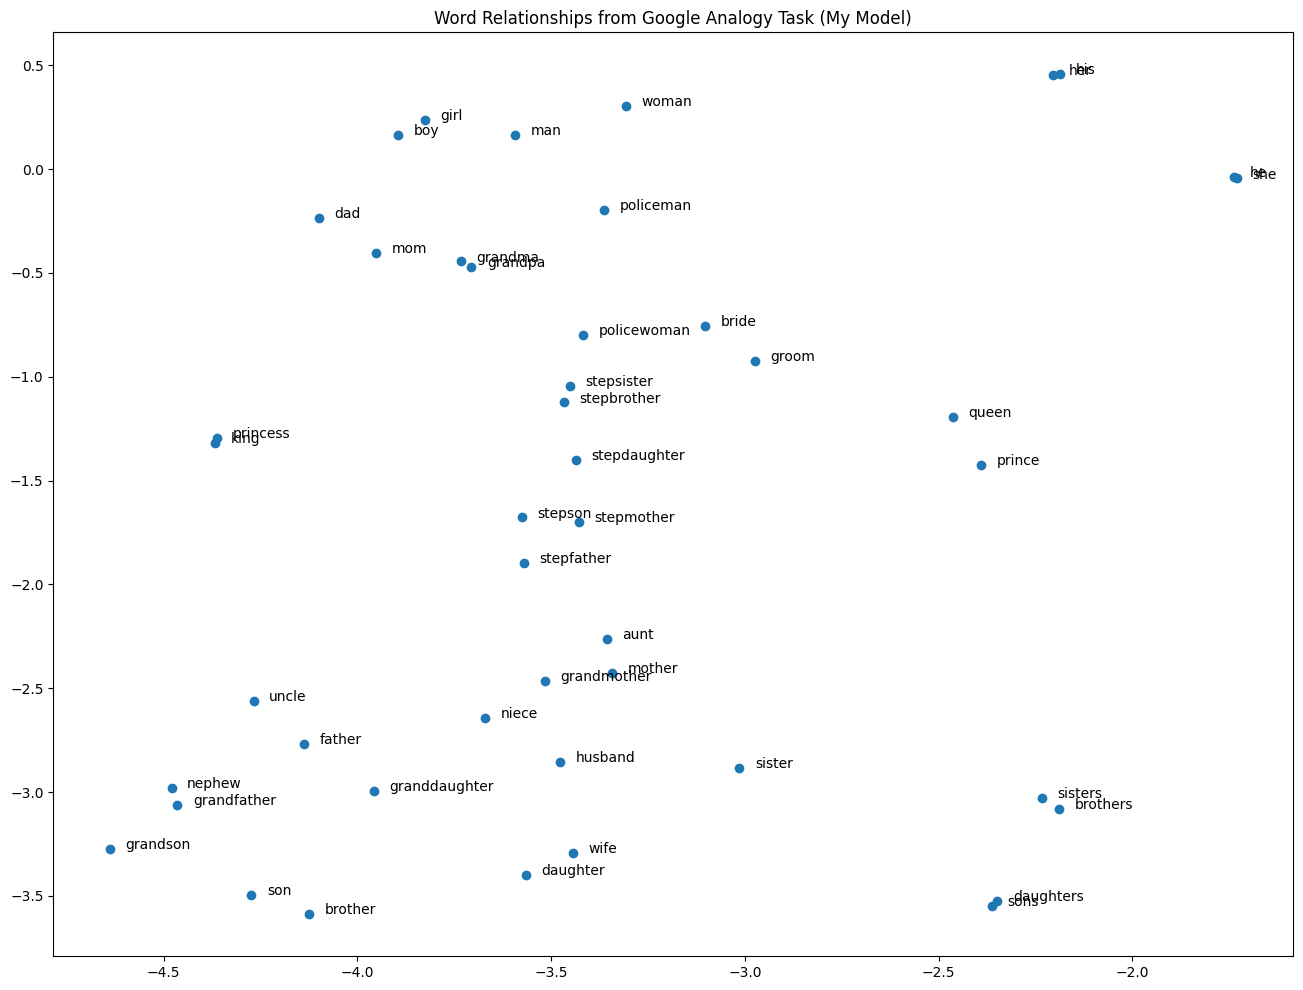 Word Relationships from Google Analogy Task (My Model)
0.5
his
her
woman
girl
boy
man
0.0
he
she
policeman
dad
mom
grandma
grandpa
−0.5
bride
policewoman
groom
−1.0
stepsister
stepbrother
queen
princess
king
stepdaughter
prince
−1.5
stepson
stepmother
stepfather
−2.0
aunt
mother
grandmother
−2.5
uncle
niece
father
husband
sister
nephew
granddaughter
−3.0
sisters
grandfather
brothers
grandson
wife
daughter
son
−3.5
daughters
sons
brother
−4.5
−4.0
−3.5
−3.0
−2.5
−2.0